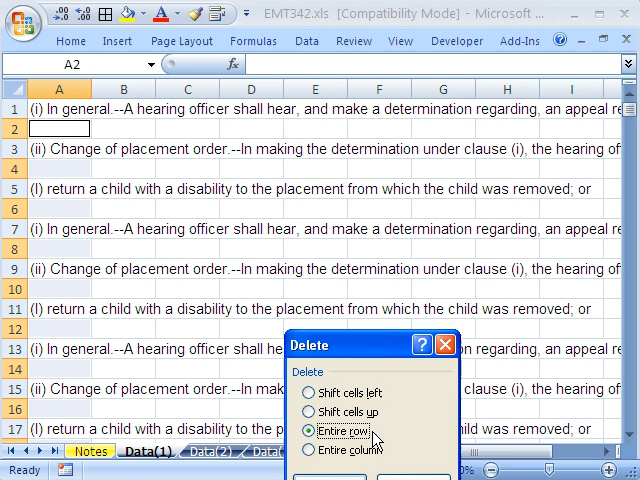 EMT342.xls [Compatibility Mode] - Microsoft ...
Home Insert Formulas Data Review View Developer Add-Ins
A2 fx
A B C D E F G H I
1 (i) In general.--A hearing officer shall hear, and make a determination regarding, an appeal re
2
3 (ii) Change of placement order.--In making the determination under clause (i), the hearing of
4
5 (I) return a child with a disability to the placement from which the child was removed; or
6
7 (i) In general.--A hearing officer shall hear, and make a determination regarding, an appeal re
8
9 (ii) Change of placement order.--In making the determination under clause (i), the hearing of
10
11 (I) return a child with a disability to the placement from which the child was removed; or
12
13 (i) In general.--A hearing officer shall he regarding, an appeal re
14
15 (ii) Change of placement order.--In mak se (i), the hearing of
16
17 (I) return a child with a disability to the d was removed; or
Delete
Delete
Shift cells left
Shift cells up
Entire row
Entire column
Notes Data(1) Data(2) Data(
Ready 0%